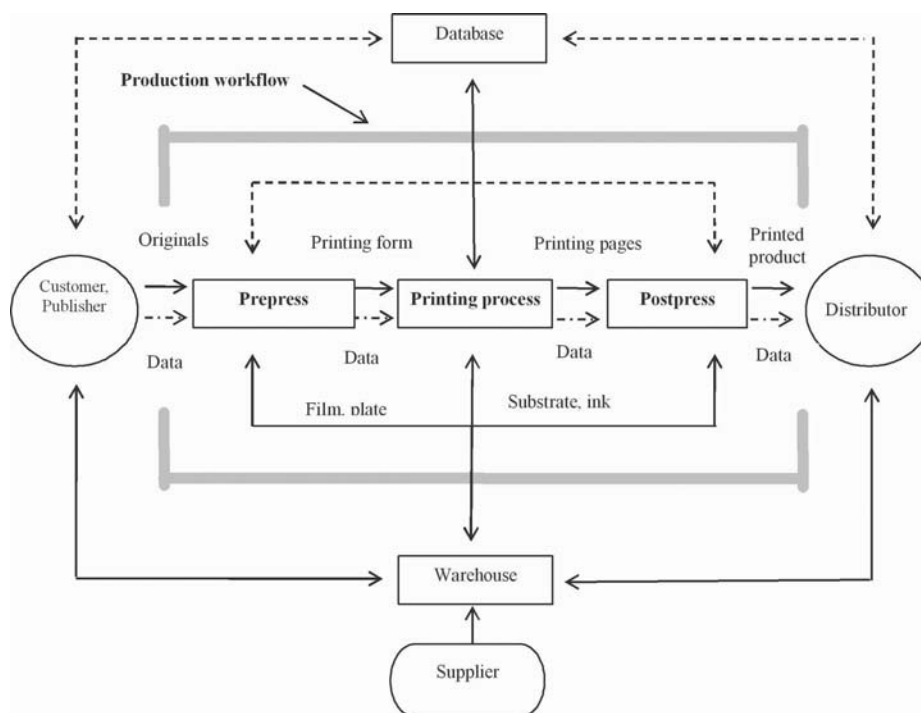 Database
Production workflow
Originals
Printing form
Printing pages
Printed
product
Customer,
Publisher
Prepress
Printing process
Postpress
Distributor
Data
Data
Data
Data
Film, plate
Substrate, ink
Warehouse
Supplier